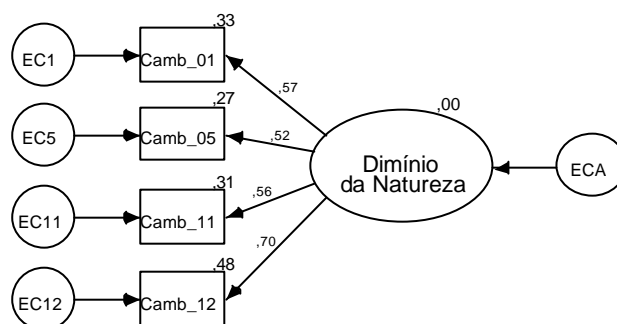 ,33
EC1
Camb_01
,57
,27
,00
EC5
Camb_05
,52
Dimínio
da Natureza
ECA
,31
,56
EC11
Camb_11
,70
,48
EC12
Camb_12